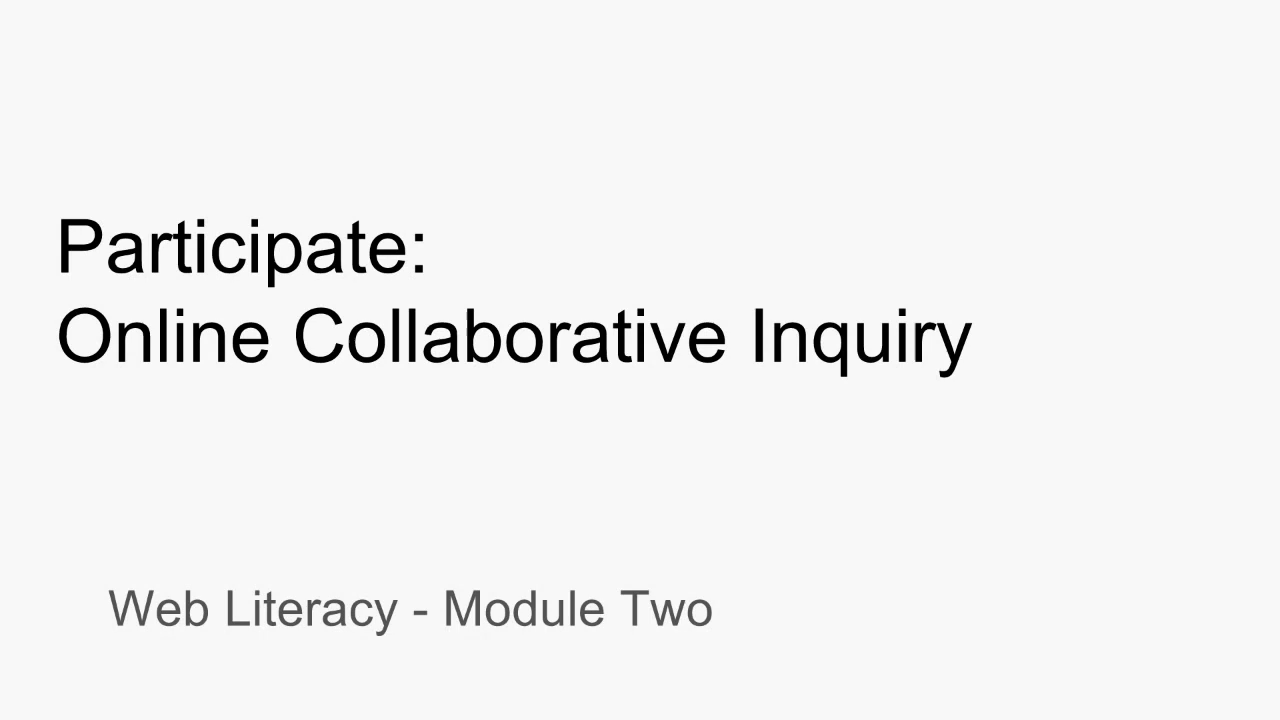 Participate:
Online Collaborative Inquiry
Web Literacy - Module Two